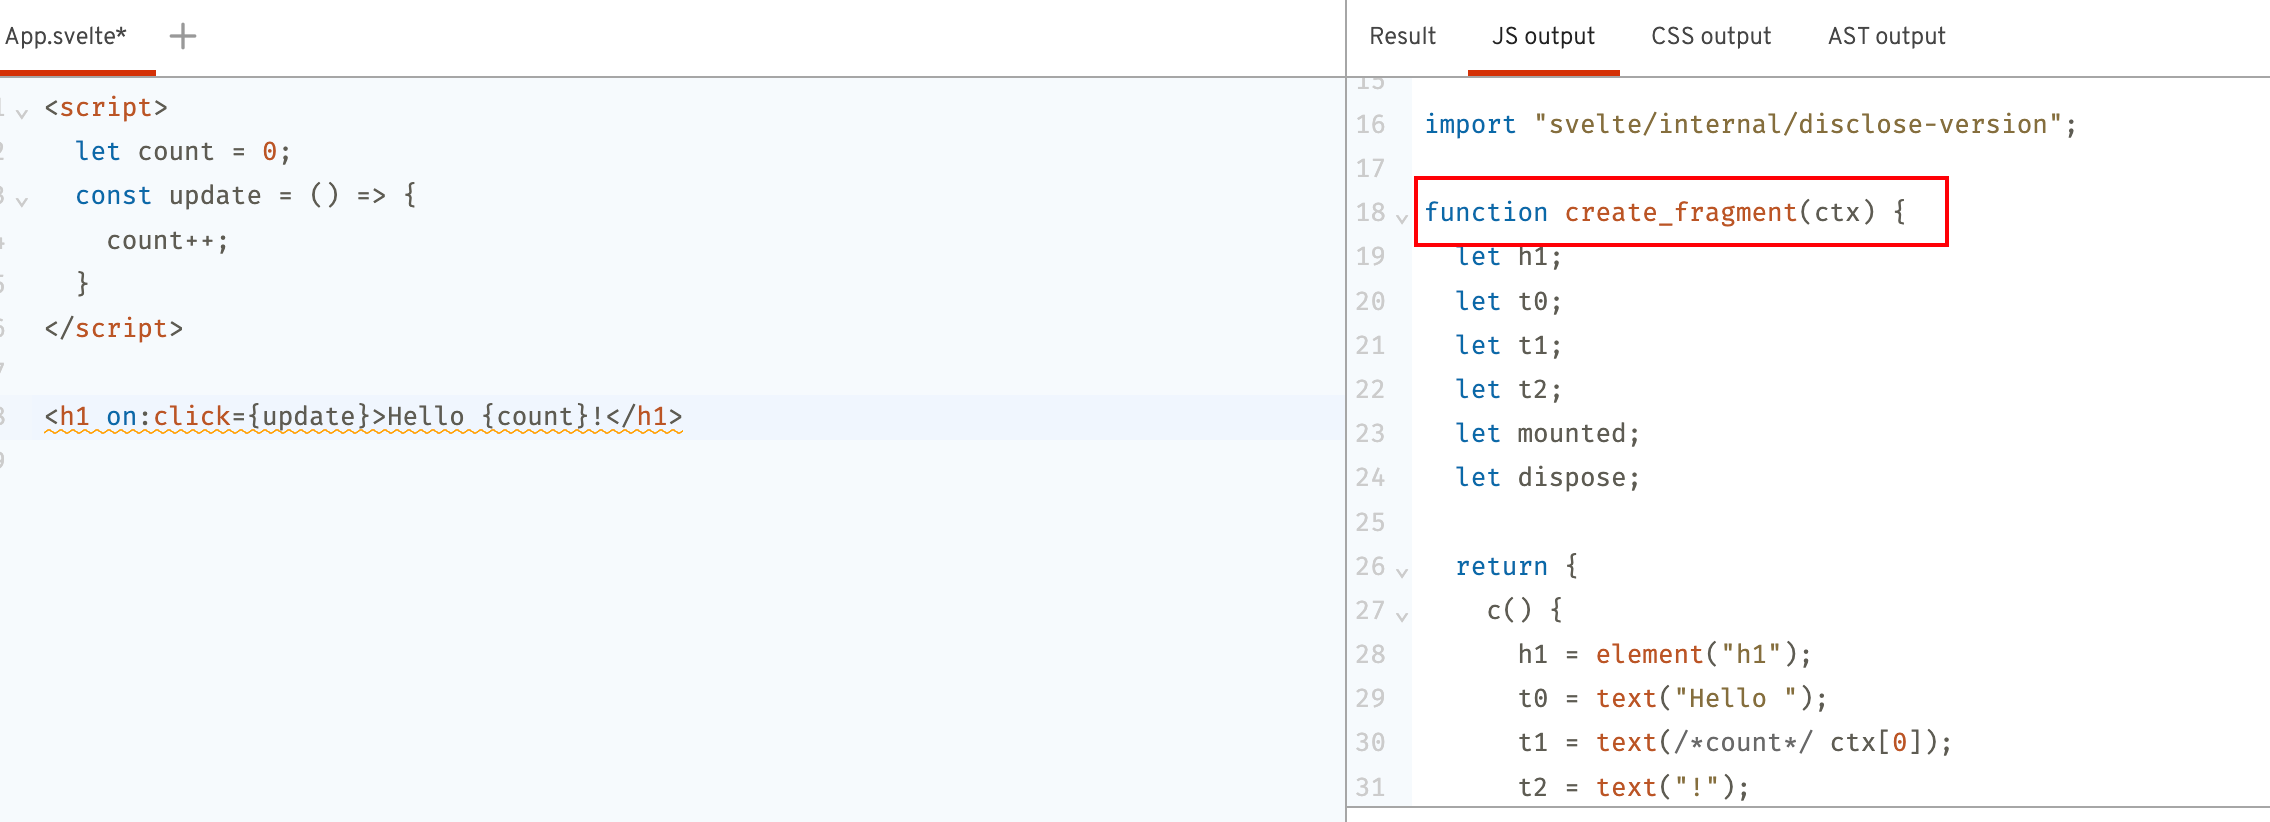 App.svelte*
<script>
let count = 0;
const update = () => {
count++;
}
</script>
<h1 on:click={update}>Hello {count}!</h1>
Result JS output CSS output AST output
15
16 import "svelte/internal/disclose-version";
17
18 function create_fragment(ctx) {
19 let h1;
20 let t0;
21 let t1;
22 let t2;
23 let mounted;
24 let dispose;
25
26 return {
27 c() {
28 h1 = element("h1");
29 t0 = text("Hello ");
30 t1 = text(/*count*/ ctx[0]);
31 t2 = text("!");